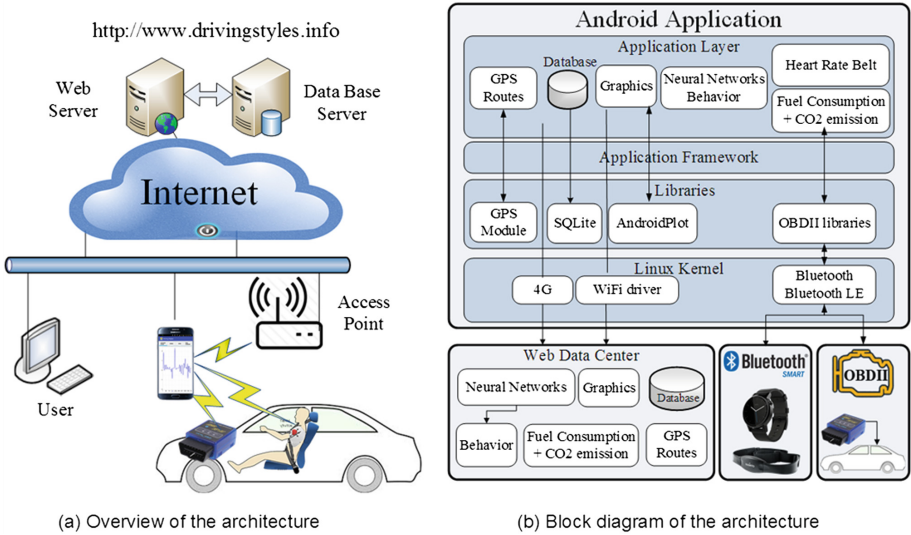 http://www.drivingstyles.info
Web
Server
Data Base
Server
Internet
Access
Point
User
(a) Overview of the architecture
Android Application
Application Layer
GPS
Routes
Database
Graphics
Neural Networks
Behavior
Heart Rate Belt
Fuel Consumption
+ CO2 emission
Application Framework
Libraries
GPS
Module
SQLite
AndroidPlot
OBDII libraries
Linux Kernel
4G
WiFi driver
Bluetooth
Bluetooth LE
Web Data Center
Neural Networks
Graphics
Database
Behavior
Fuel Consumption
+ CO2 emission
GPS
Routes
Bluetooth®
SMART
OBDII
(b) Block diagram of the architecture